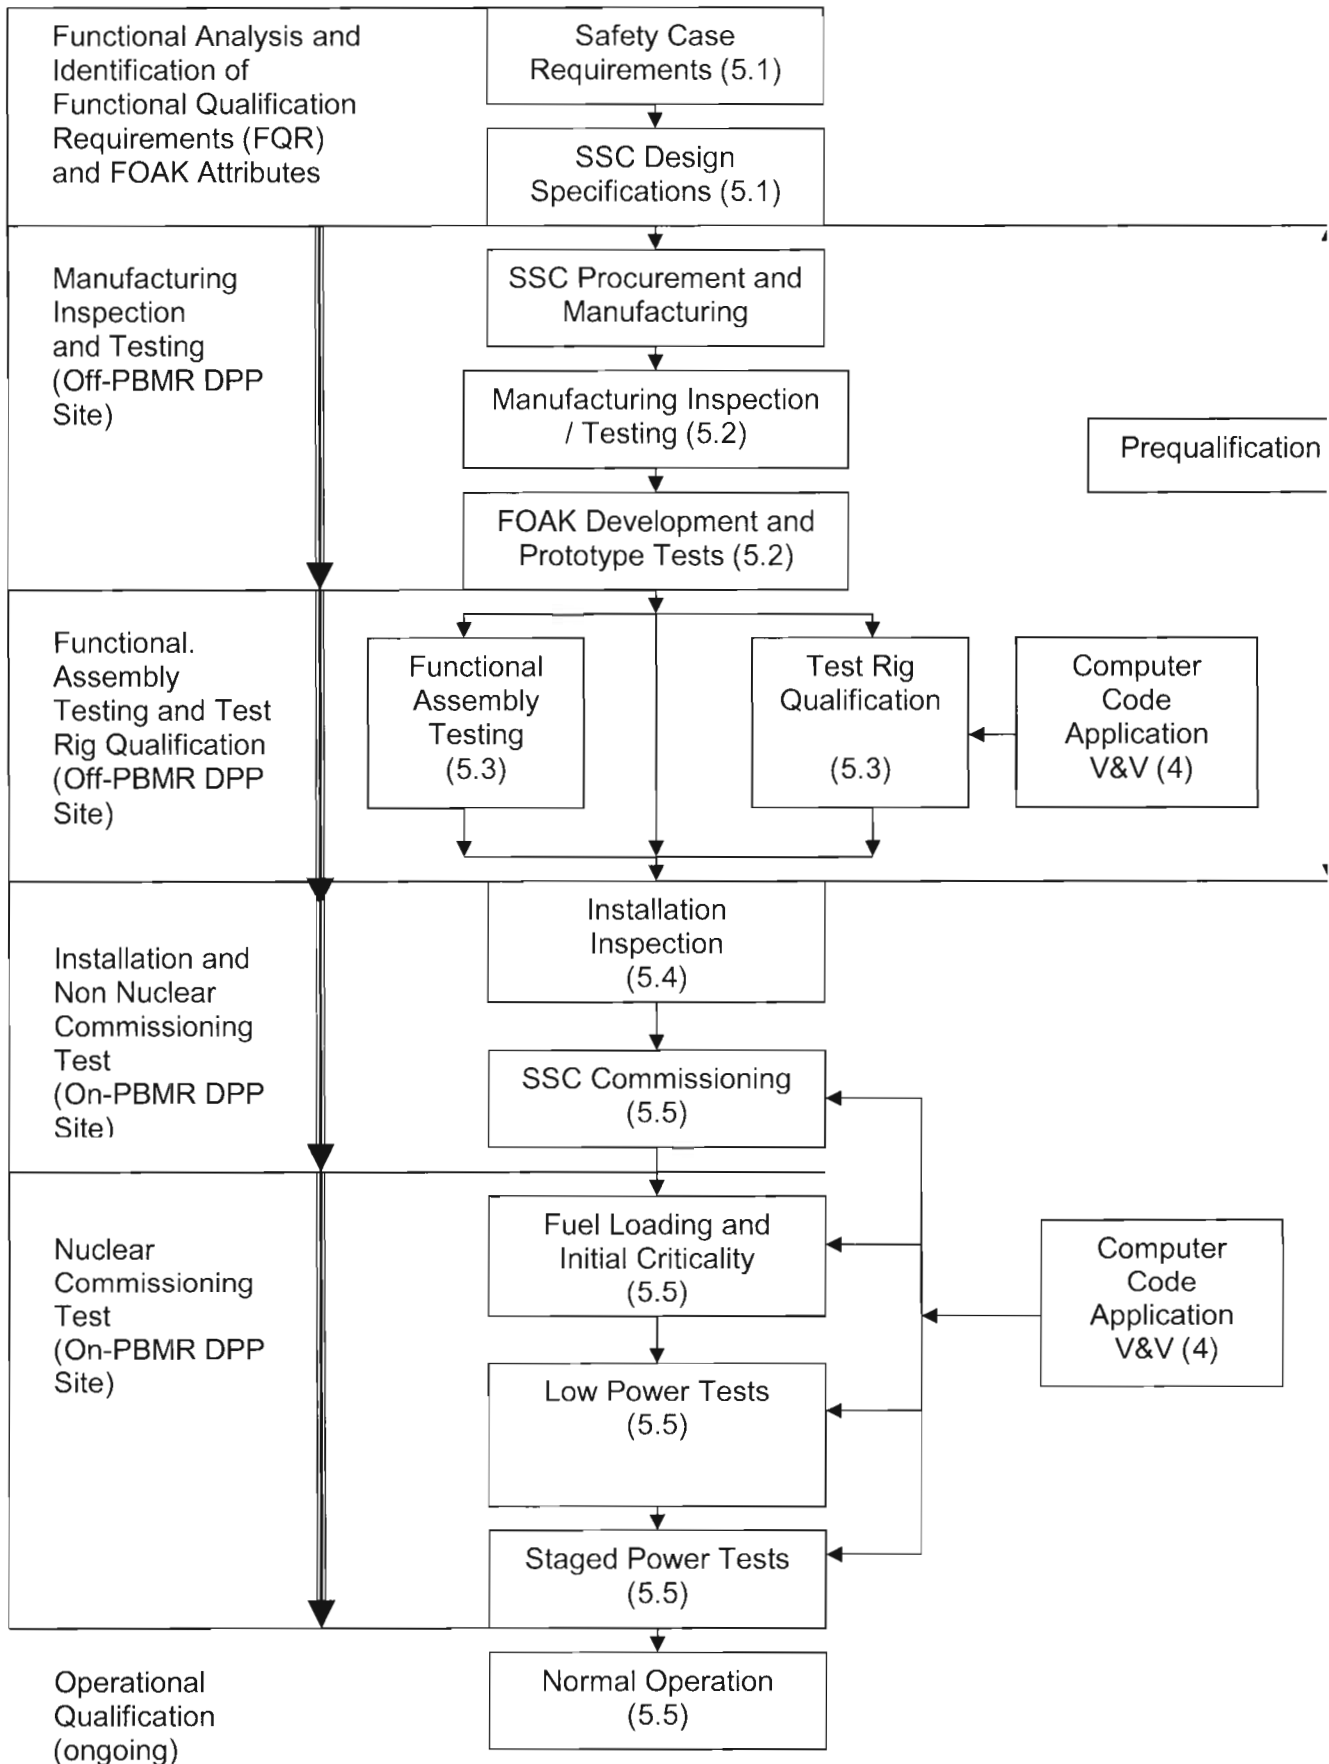 Functional Analysis and
Identification of
Functional Qualification
Requirements (FQR)
and FOAK Attributes
Safety Case
Requirements (5.1)
SSC Design
Specifications (5.1)
Manufacturing
Inspection
and Testing
(Off-PBMR DPP
Site)
SSC Procurement and
Manufacturing
Manufacturing Inspection
/ Testing (5.2)
Prequalification
FOAK Development and
Prototype Tests (5.2)
Functional.
Assembly
Testing and Test
Rig Qualification
(Off-PBMR DPP
Site)
Functional
Assembly
Testing
(5.3)
Test Rig
Qualification
(5.3)
Computer
Code
Application
V&V (4)
Installation and
Non Nuclear
Commissioning
Test
(On-PBMR DPP
Site)
Installation
Inspection
(5.4)
SSC Commissioning
(5.5)
Nuclear
Commissioning
Test
(On-PBMR DPP
Site)
Fuel Loading and
Initial Criticality
(5.5)
Computer
Code
Application
V&V (4)
Low Power Tests
(5.5)
Staged Power Tests
(5.5)
Operational
Qualification
(ongoing)
Normal Operation
(5.5)